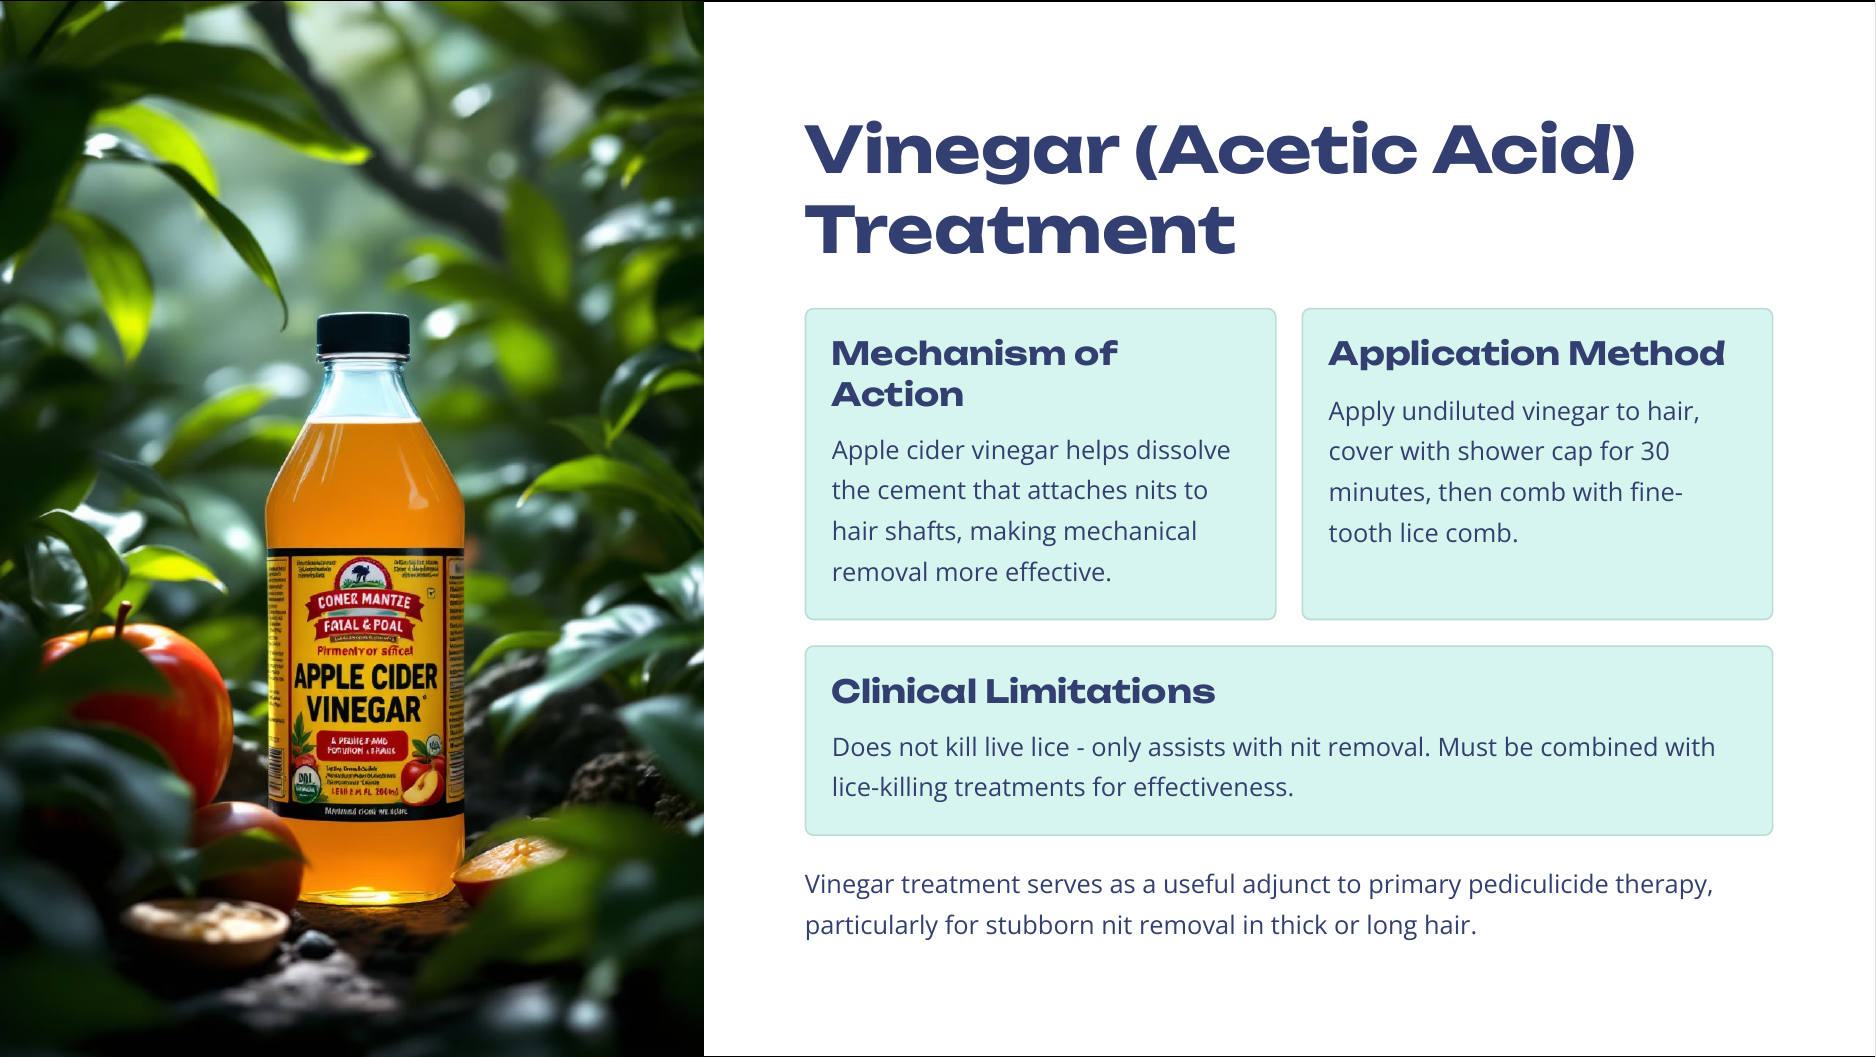 Vinegar (Acetic Acid)
Treatment
Mechanism of
Action
Apple cider vinegar helps dissolve
the cement that attaches nits to
hair shafts, making mechanical
removal more effective.
Application Method
Apply undiluted vinegar to hair,
cover with shower cap for 30
minutes, then comb with fine-
tooth lice comb.
Clinical Limitations
Does not kill live lice - only assists with nit removal. Must be combined with
lice-killing treatments for effectiveness.
Vinegar treatment serves as a useful adjunct to primary pediculicide therapy,
particularly for stubborn nit removal in thick or long hair.
CONER MANTZE
FATAL & POAL
APPLE CIDER
VINEGAR